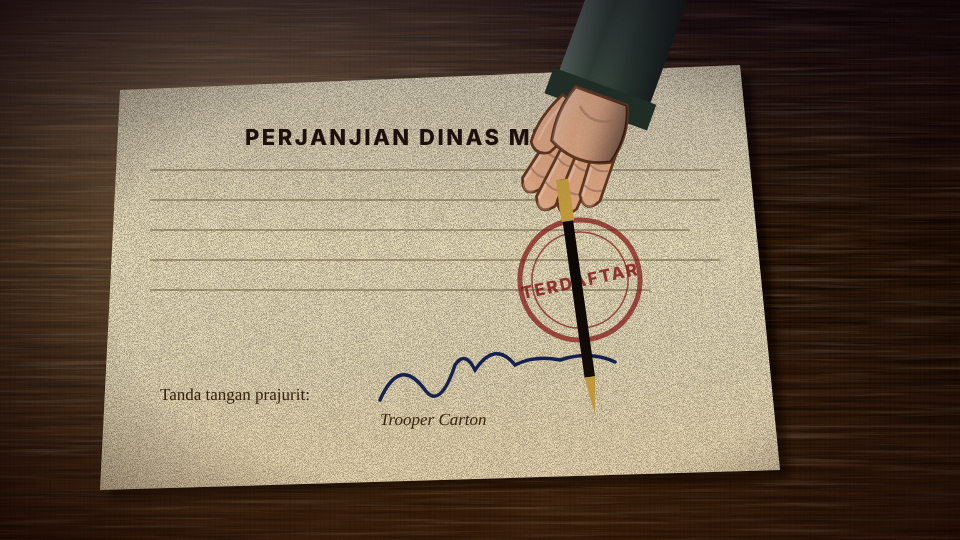 PERJANJIAN DINAS
TERDAFTAR
Tanda tangan prajurit:
Trooper Carton